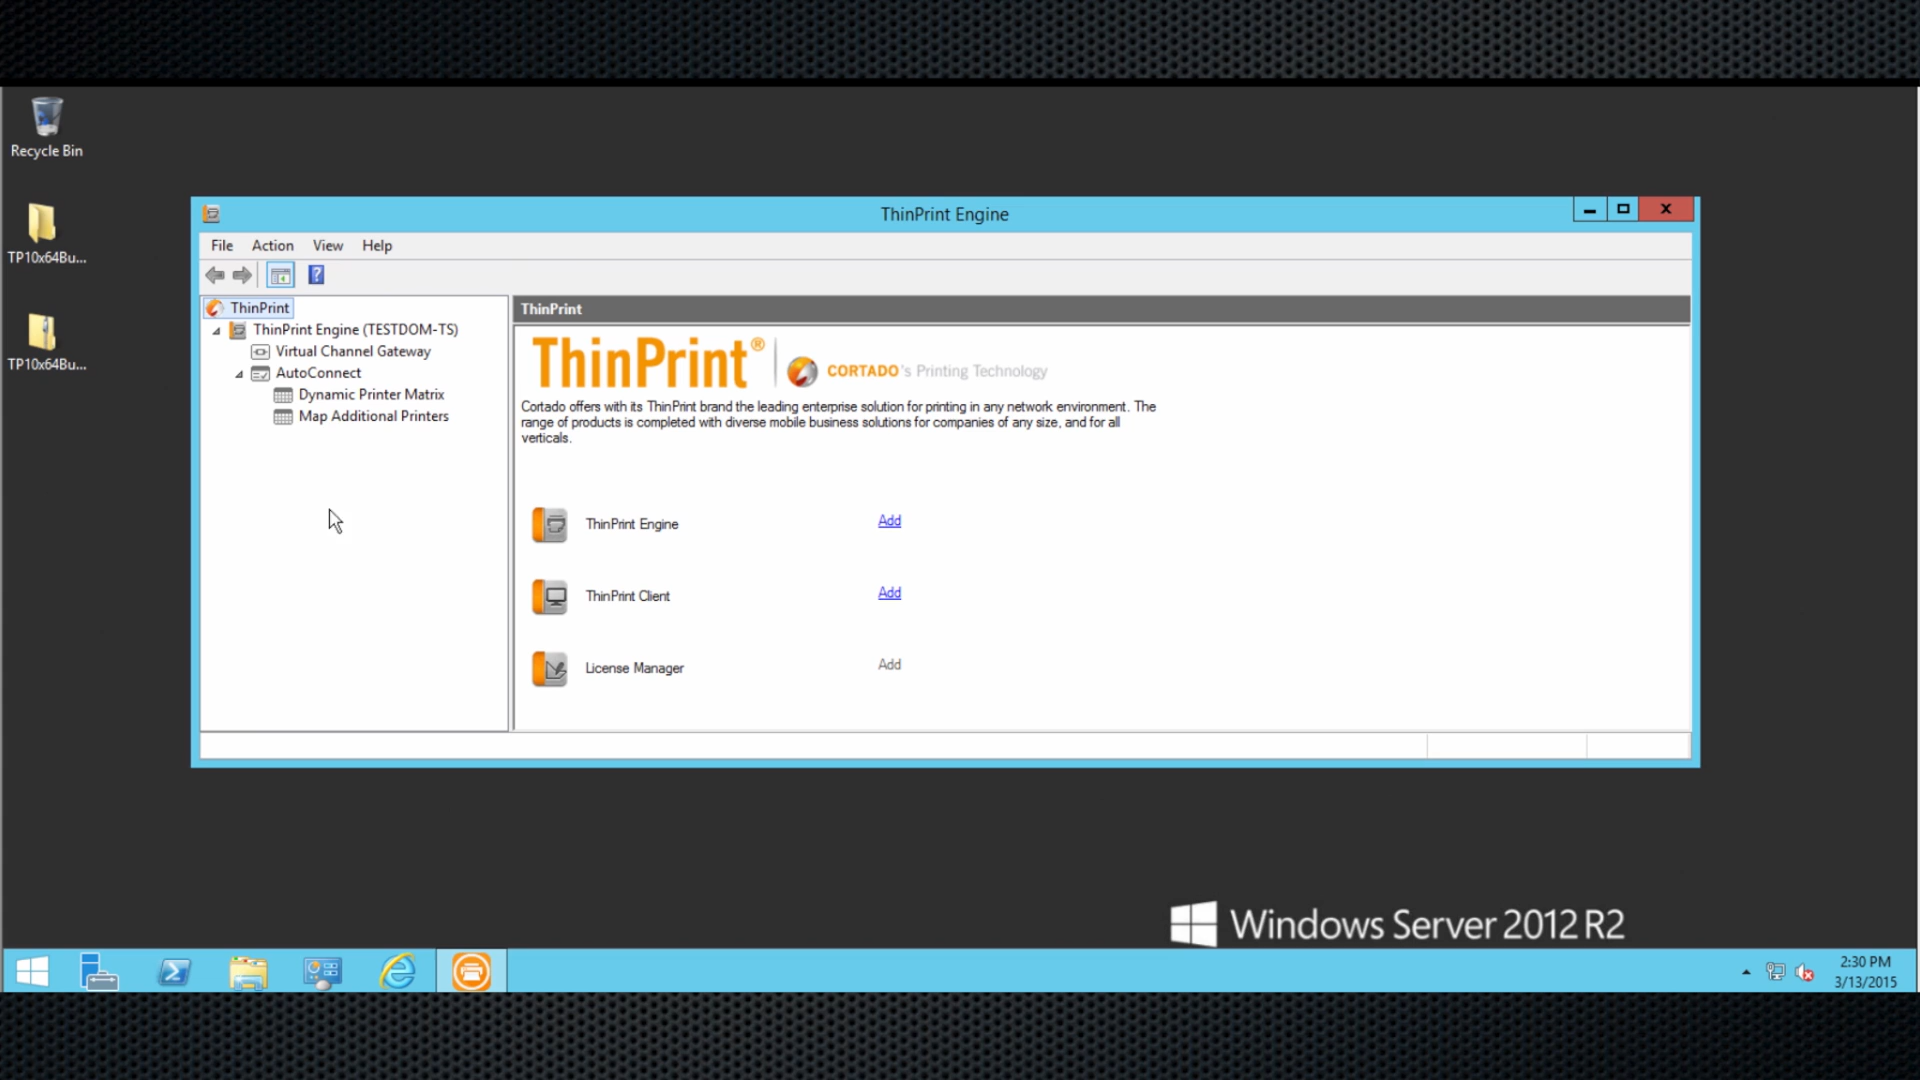 Recycle Bin
TP10x64Bu...
TP10x64Bu...
ThinPrint Engine
File Action View Help
ThinPrint
ThinPrint Engine (TESTDOM-TS)
Virtual Channel Gateway
AutoConnect
Dynamic Printer Matrix
Map Additional Printers
ThinPrint
ThinPrint® CORTADO's Printing Technology
Cortado offers with its ThinPrint brand the leading enterprise solution for printing in any network environment. The
range of products is completed with diverse mobile business solutions for companies of any size, and for all
verticals.
ThinPrint Engine Add
ThinPrint Client Add
License Manager Add
Windows Server 2012 R2
2:30 PM
3/13/2015